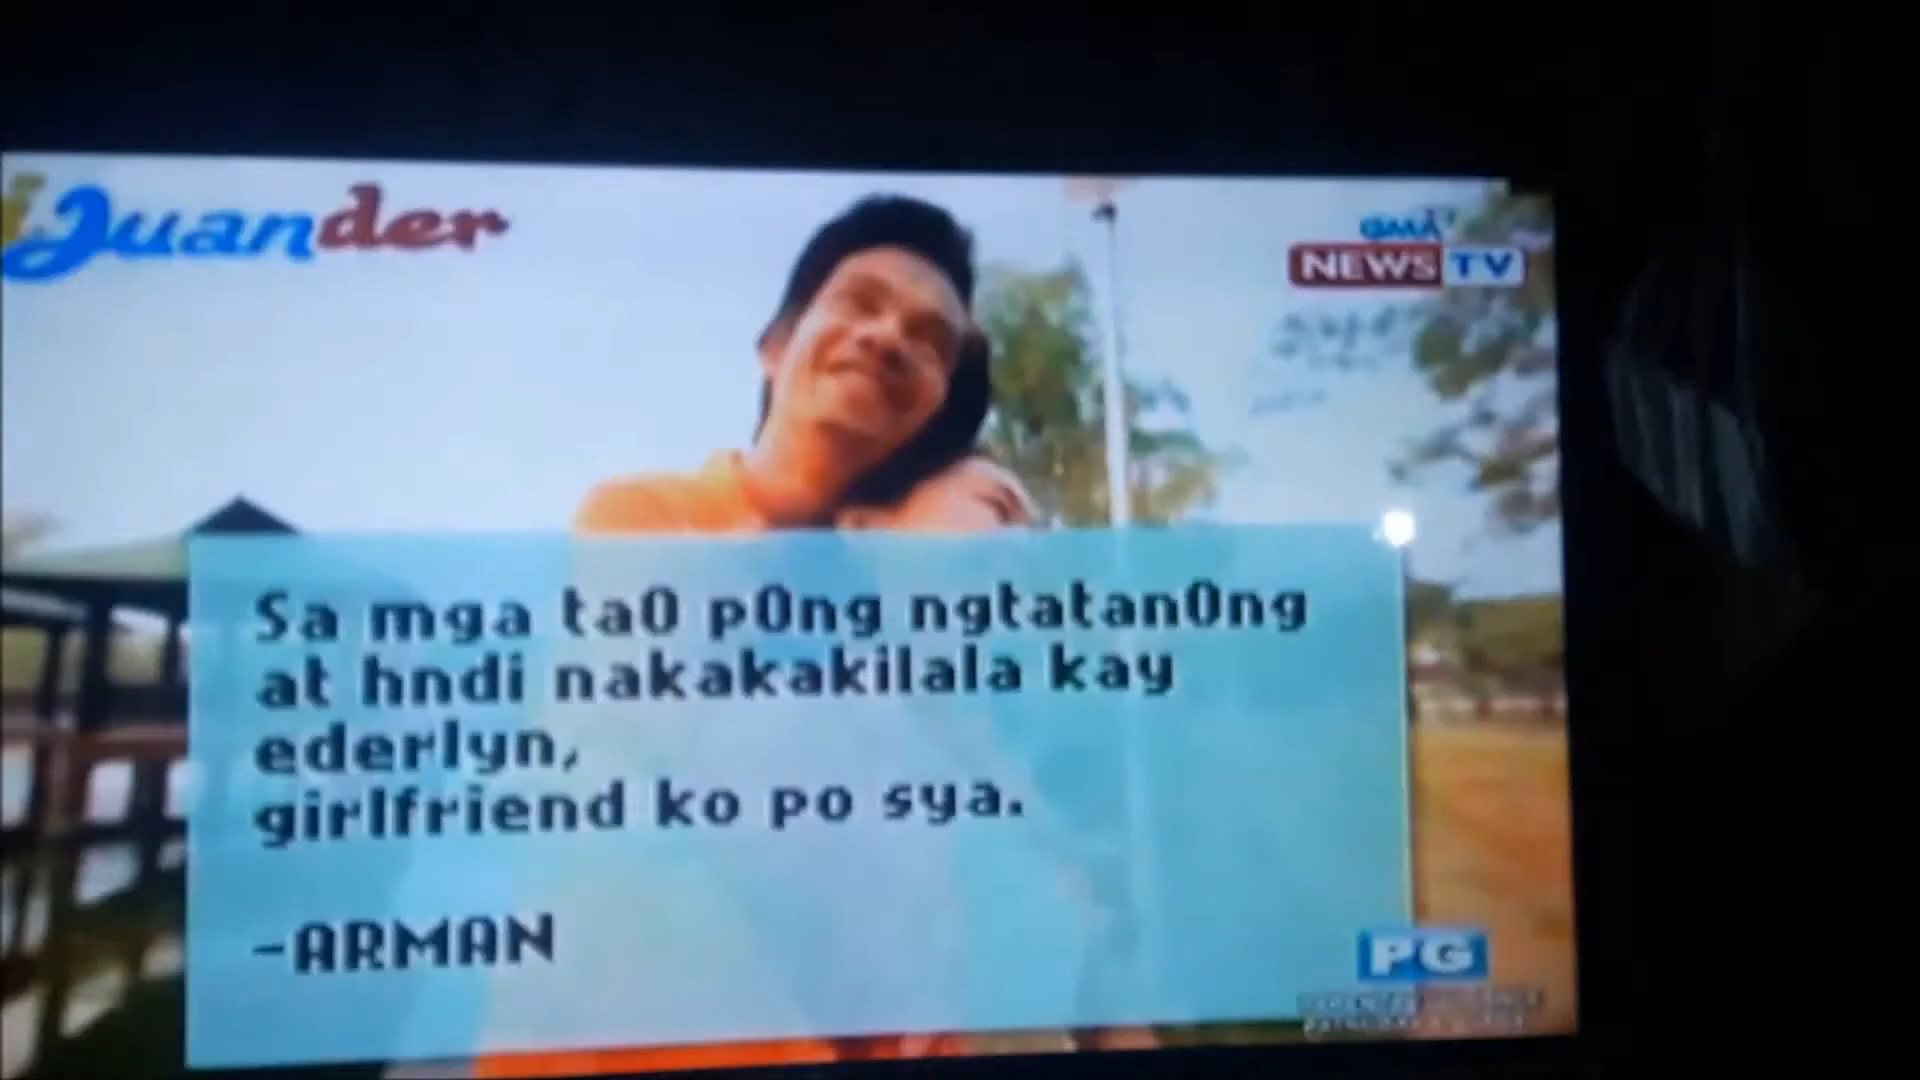 iJuander
GMA
NEWS TV
Sa mga ta0 p0ng ngtatan0ng
at hndi nakakakilala kay
ederlyn,
girlfriend ko po sya.
-ARMAN
PG